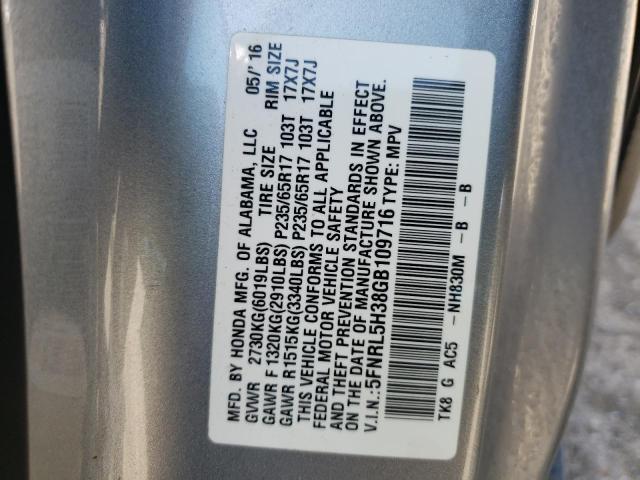 MFD. BY HONDA MFG. OF ALABAMA, LLC 05/'16
GVWR 2730KG(6019LBS) TIRE SIZE RIM SIZE
GAWR F 1320KG(2910LBS) P235/65R17 103T 17X7J
GAWR R1515KG(3340LBS) P235/65R17 103T 17X7J
THIS VEHICLE CONFORMS TO ALL APPLICABLE
FEDERAL MOTOR VEHICLE SAFETY
AND THEFT PREVENTION STANDARDS IN EFFECT
ON THE DATE OF MANUFACTURE SHOWN ABOVE.
V.I.N.:5FNRL5H38GB109716 TYPE: MPV
TK8 G AC5 -NH830M - B - B